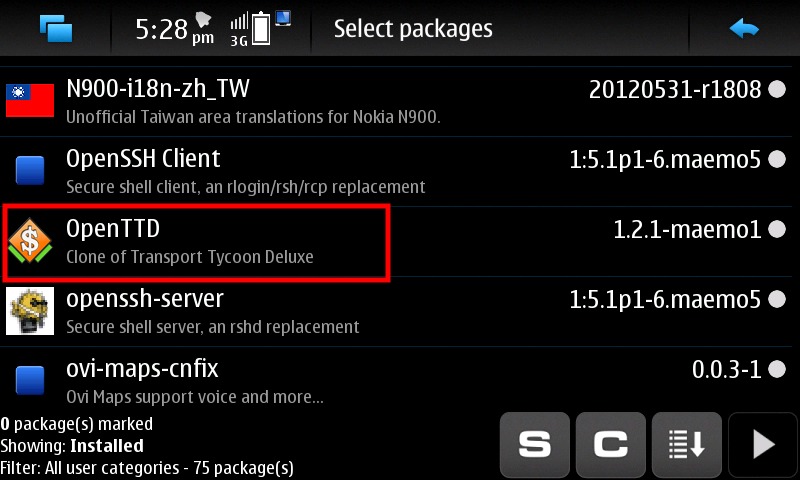 5:28 pm 3G Select packages
N900-i18n-zh_TW 20120531-r1808
Unofficial Taiwan area translations for Nokia N900.
OpenSSH Client 1:5.1p1-6.maemo5
Secure shell client, an rlogin/rsh/rcp replacement
OpenTTD 1.2.1-maemo1
Clone of Transport Tycoon Deluxe
openssh-server 1:5.1p1-6.maemo5
Secure shell server, an rshd replacement
ovi-maps-cnfix 0.0.3-1
Ovi Maps support voice and more...
0 package(s) marked
Showing: Installed
Filter: All user categories - 75 package(s)
S C